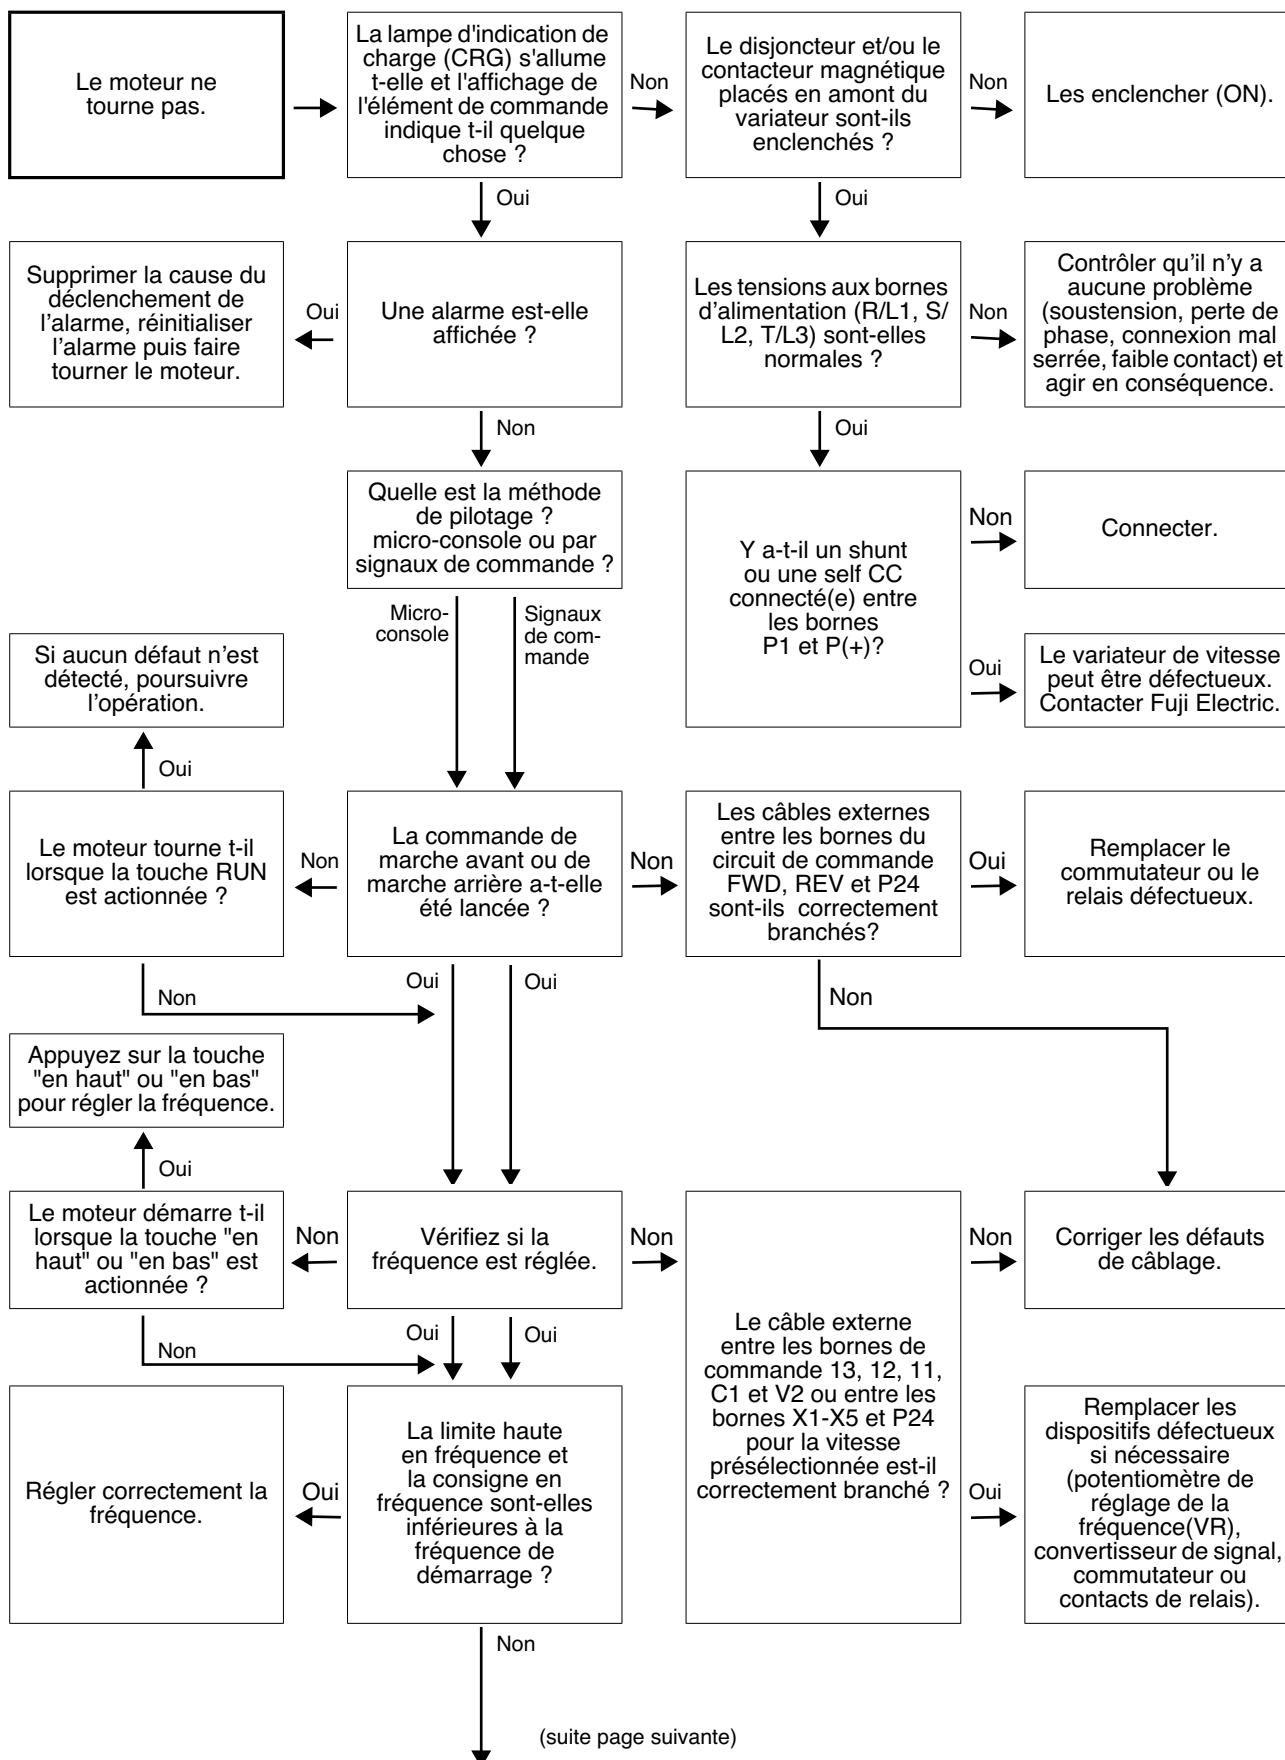 Le moteur ne
tourne pas.
La lampe d'indication de
charge (CRG) s'allume
t-elle et l'affichage de
l'élément de commande
indique t-il quelque
chose ?
Non
Le disjoncteur et/ou le
contacteur magnétique
placés en amont du
variateur sont-ils
enclenchés ?
Non
Les enclencher (ON).
Oui
Oui
Supprimer la cause du
déclenchement de
l’alarme, réinitialiser
l’alarme puis faire
tourner le moteur.
Oui
Une alarme est-elle
affichée ?
Les tensions aux bornes
d’alimentation (R/L1, S/
L2, T/L3) sont-elles
normales ?
Non
Contrôler qu’il n’y a
aucune problème
(soustension, perte de
phase, connexion mal
serrée, faible contact) et
agir en conséquence.
Non
Oui
Quelle est la méthode
de pilotage ?
micro-console ou par
signaux de commande ?
Y a-t-il un shunt
ou une self CC
connecté(e) entre
les bornes
P1 et P(+)?
Non
Connecter.
Micro-
console
Signaux
de com-
mande
Oui
Le variateur de vitesse
peut être défectueux.
Contacter Fuji Electric.
Si aucun défaut n’est
détecté, poursuivre
l’opération.
Oui
Le moteur tourne t-il
lorsque la touche RUN
est actionnée ?
Non
La commande de
marche avant ou de
marche arrière a-t-elle
été lancée ?
Non
Les câbles externes
entre les bornes du
circuit de commande
FWD, REV et P24
sont-ils correctement
branchés?
Oui
Remplacer le
commutateur ou le
relais défectueux.
Non
Oui
Oui
Non
Appuyez sur la touche
"en haut" ou "en bas"
pour régler la fréquence.
Oui
Le moteur démarre t-il
lorsque la touche "en
haut" ou "en bas" est
actionnée ?
Non
Vérifiez si la
fréquence est réglée.
Non
Le câble externe
entre les bornes de
commande 13, 12, 11,
C1 et V2 ou entre les
bornes X1-X5 et P24
pour la vitesse
présélectionnée est-il
correctement branché ?
Non
Corriger les défauts
de câblage.
Non
Oui
Oui
Régler correctement la
fréquence.
Oui
La limite haute
en fréquence et
la consigne en
fréquence sont-elles
inférieures à la
fréquence de
démarrage ?
Oui
Remplacer les
dispositifs défectueux
si nécessaire
(potentiomètre de
réglage de la
fréquence(VR),
convertisseur de signal,
commutateur ou
contacts de relais).
Non
(suite page suivante)